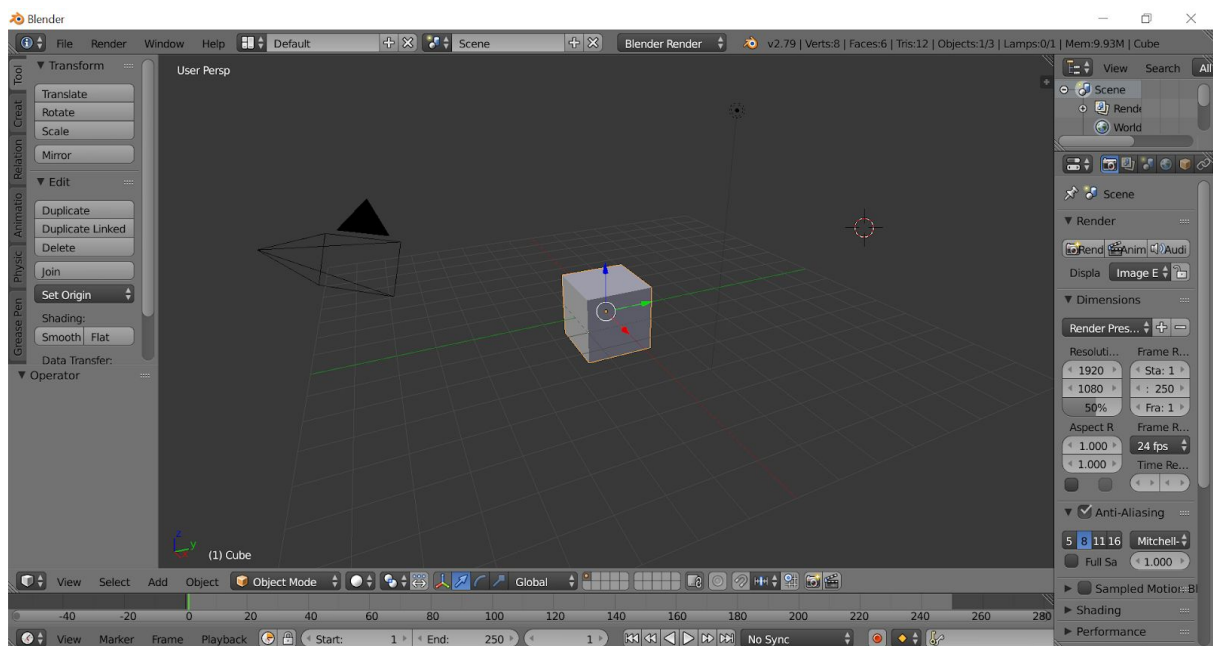 Blender
File Render Window Help Default Scene Blender Render v2.79 | Verts:8 | Faces:6 | Tris:12 | Objects:1/3 | Lamps:0/1 | Mem:9.93M | Cube
Tool
Creat
Relation
Animatio
Physic
Grease Pen
Transform
Translate
Rotate
Scale
Mirror
Edit
Duplicate
Duplicate Linked
Delete
Join
Set Origin
Shading:
Smooth Flat
Data Transfer:
Operator
User Persp
z
y
(1) Cube
View Search All
Scene
Rende
World
Scene
Render
Rend Anim Audi
Displa Image E
Dimensions
Render Pres...
Resoluti... Frame R...
1920 Sta: 1
1080 : 250
50% Fra: 1
Aspect R Frame R...
1.000 24 fps
1.000 Time Re...
Anti-Aliasing
5 8 11 16 Mitchell-
Full Sa 1.000
Sampled Motion Bl
Shading
Performance
View Select Add Object Object Mode Global
-40 -20 0 20 40 60 80 100 120 140 160 180 200 220 240 260 280
View Marker Frame Playback Start: 1 End: 250 1 No Sync